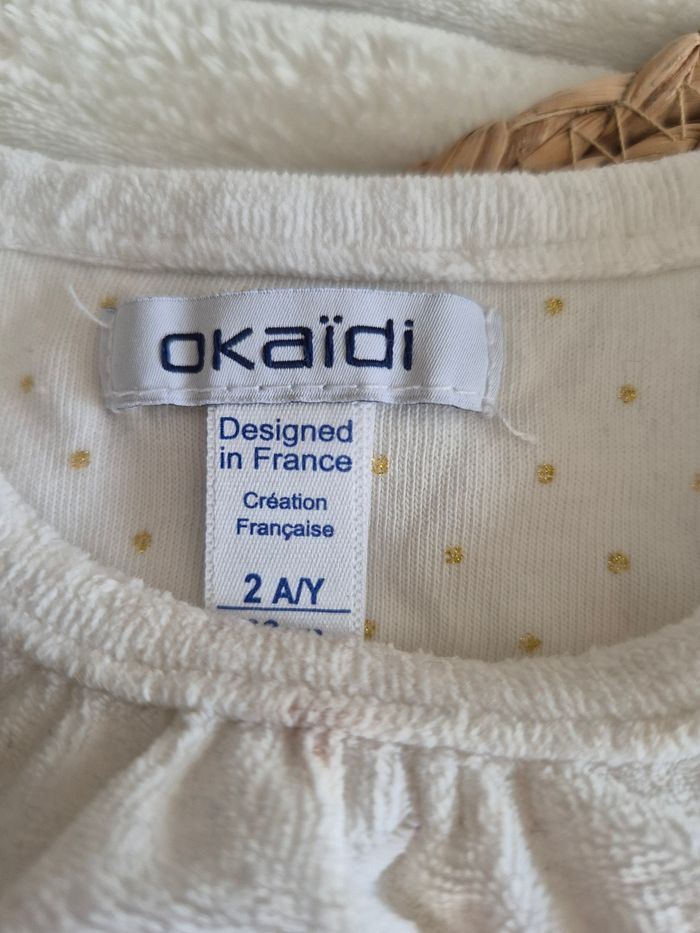 okaïdi
Designed
in France
Création
Française
2 A/Y